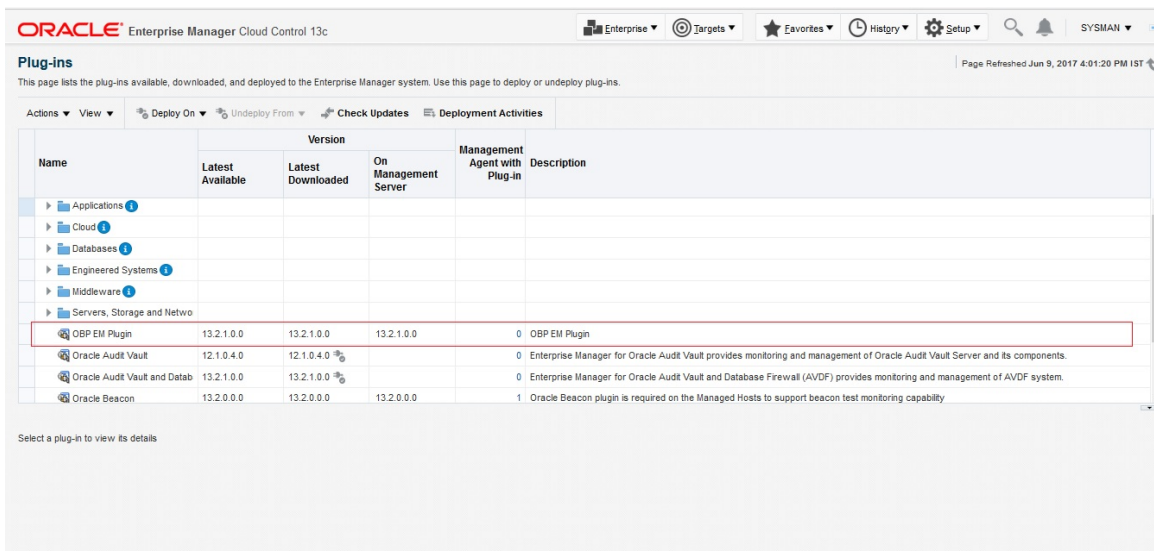 ORACLE Enterprise Manager Cloud Control 13c Enterprise Targets Favorites History Setup SYSMAN
Plug-ins
Page Refreshed Jun 9, 2017 4:01:20 PM IST
This page lists the plug-ins available, downloaded, and deployed to the Enterprise Manager system. Use this page to deploy or undeploy plug-ins.
Actions View Deploy On Undeploy From Check Updates Deployment Activities
Name
Version
Latest Available
Latest Downloaded
On Management Server
Management Agent with Plug-in
Description
Applications
Cloud
Databases
Engineered Systems
Middleware
Servers, Storage and Netwo
OBP EM Plugin 13.2.1.0.0 13.2.1.0.0 13.2.1.0.0 0 OBP EM Plugin
Oracle Audit Vault 12.1.0.4.0 12.1.0.4.0 0 Enterprise Manager for Oracle Audit Vault provides monitoring and management of Oracle Audit Vault Server and its components.
Oracle Audit Vault and Datab 13.2.1.0.0 13.2.1.0.0 0 Enterprise Manager for Oracle Audit Vault and Database Firewall (AVDF) provides monitoring and management of AVDF system.
Oracle Beacon 13.2.0.0.0 13.2.0.0.0 13.2.0.0.0 1 Oracle Beacon plugin is required on the Managed Hosts to support beacon test monitoring capability
Select a plug-in to view its details